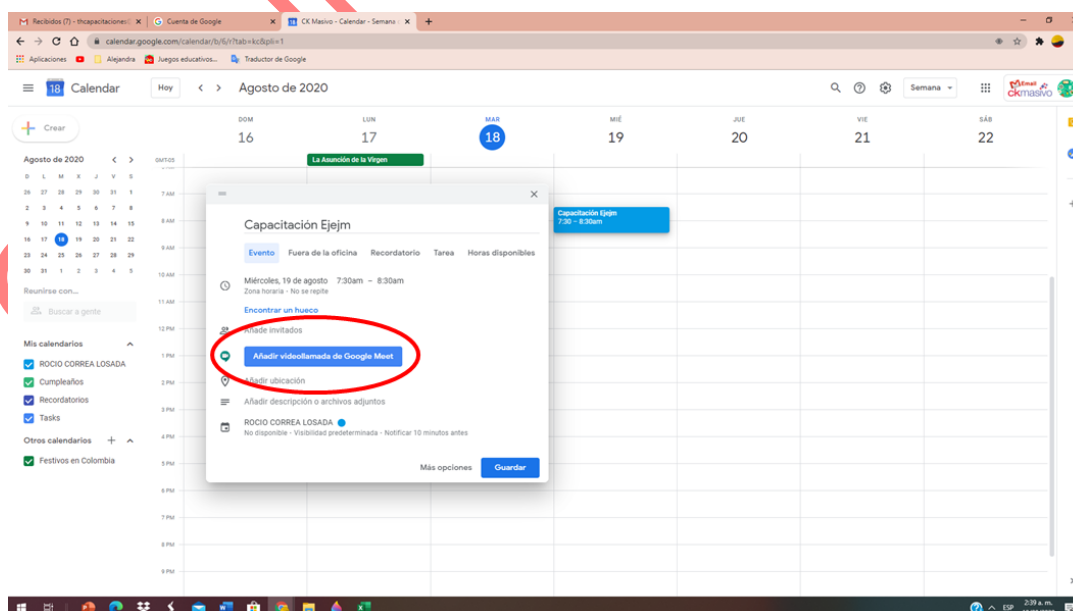 Recibidos (7) - thcapacitaciones
Cuenta de Google
CK Masivo - Calendar - Semana
calendar.google.com/calendar/b/6/r?tab=kc&pli=1
Aplicaciones
Alejandra
Juegos educativos...
Traductor de Google
18 Calendar
Hoy
Agosto de 2020
Semana
Email
ckmasivo
Crear
DOM LUN MAR MIÉ JUE VIE SÁB
16 17 18 19 20 21 22
GMT-05
La Asunción de la Virgen
Agosto de 2020
D L M X J V S
26 27 28 29 30 31 1
2 3 4 5 6 7 8
9 10 11 12 13 14 15
16 17 18 19 20 21 22
23 24 25 26 27 28 29
30 31 1 2 3 4 5
Reunirse con...
Buscar a gente
Mis calendarios
ROCIO CORREA LOSADA
Cumpleaños
Recordatorios
Tasks
Otros calendarios
Festivos en Colombia
7 AM
8 AM
9 AM
10 AM
11 AM
12 PM
1 PM
2 PM
3 PM
4 PM
5 PM
6 PM
7 PM
8 PM
9 PM
Capacitación Ejejm
7:30 – 8:30am
Capacitación Ejejm
Evento Fuera de la oficina Recordatorio Tarea Horas disponibles
Miércoles, 19 de agosto 7:30am – 8:30am
Zona horaria - No se repite
Encontrar un hueco
Añade invitados
Añadir videollamada de Google Meet
Añadir ubicación
Añadir descripción o archivos adjuntos
ROCIO CORREA LOSADA
No disponible - Visibilidad predeterminada - Notificar 10 minutos antes
Más opciones Guardar
ESP
2:39 a. m.